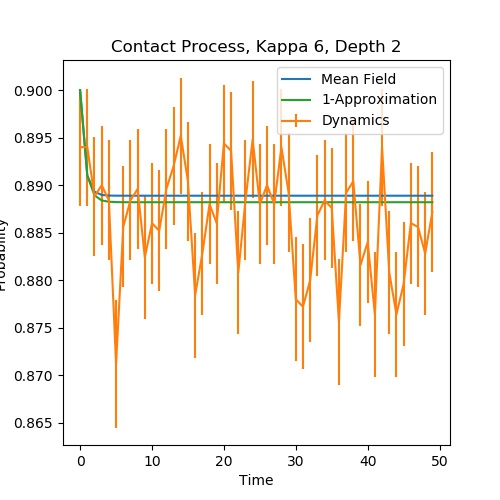 Contact Process, Kappa 6, Depth 2
Mean Field
1-Approximation
Dynamics
0.900
0.895
0.890
0.885
0.880
0.875
0.870
0.865
Probability
0 10 20 30 40 50
Time